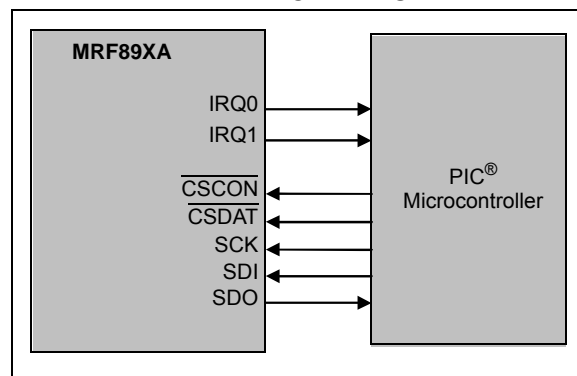 MRF89XA
IRQ0
IRQ1
CSCON
CSDAT
SCK
SDI
SDO
PIC®
Microcontroller